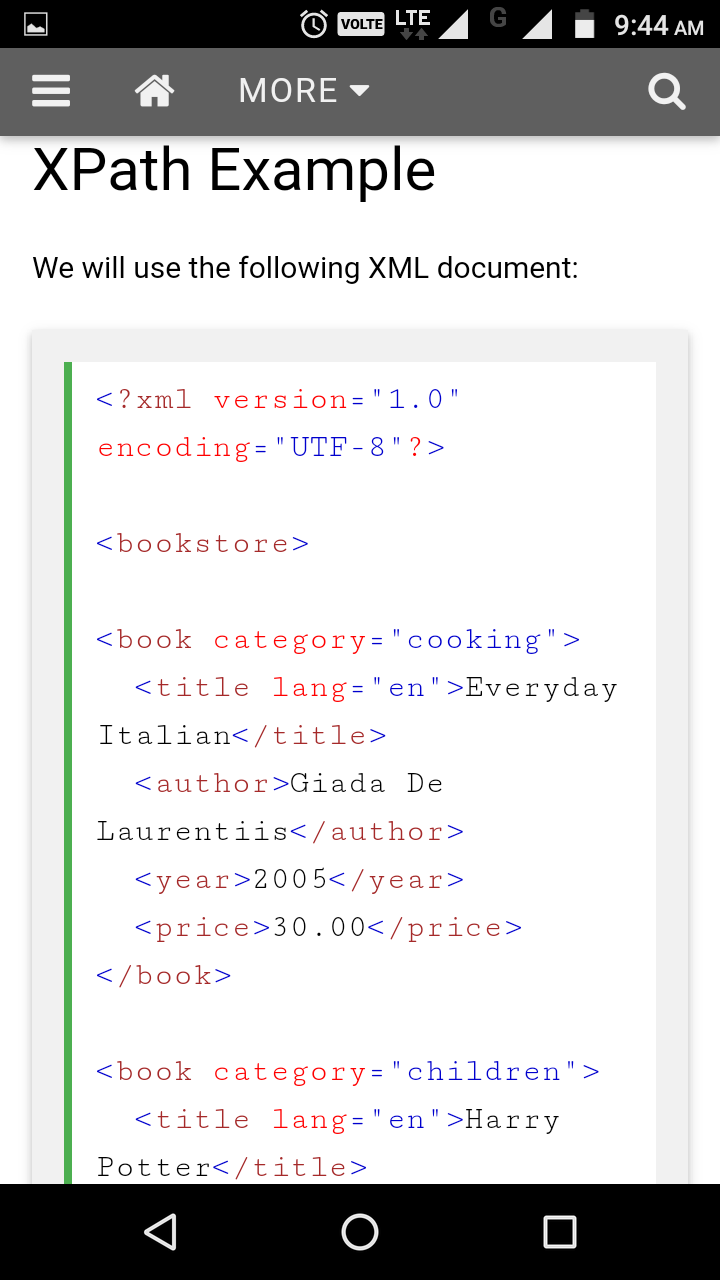 VOLTE LTE G 9:44 AM
MORE
XPath Example
We will use the following XML document:
<?xml version="1.0"
encoding="UTF-8"?>
<bookstore>
<book category="cooking">
  <title lang="en">Everyday
Italian</title>
  <author>Giada De
Laurentiis</author>
  <year>2005</year>
  <price>30.00</price>
</book>
<book category="children">
  <title lang="en">Harry
Potter</title>